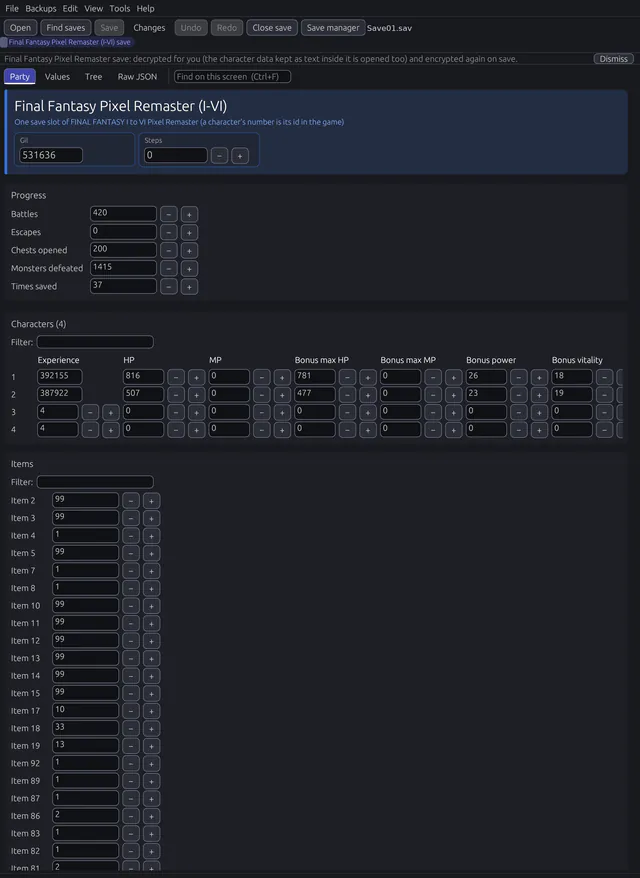 File Backups Edit View Tools Help
Open Find saves Save Changes Undo Redo Close save Save manager Save01.sav
Final Fantasy Pixel Remaster (I-VI) save
Final Fantasy Pixel Remaster save: decrypted for you (the character data kept as text inside it is opened too) and encrypted again on save. Dismiss
Party Values Tree Raw JSON Find on this screen (Ctrl+F)
Final Fantasy Pixel Remaster (I-VI)
One save slot of FINAL FANTASY I to VI Pixel Remaster (a character's number is its id in the game)
Gil Steps
531636 0 − +
Progress
Battles 420 − +
Escapes 0 − +
Chests opened 200 − +
Monsters defeated 1415 − +
Times saved 37 − +
Characters (4)
Filter:
Experience HP MP Bonus max HP Bonus max MP Bonus power Bonus vitality
1 392155 816 − + 0 − + 781 − + 0 − + 26 − + 18 −
2 387922 507 − + 0 − + 477 − + 0 − + 23 − + 19 −
3 4 − + 0 − + 0 − + 0 − + 0 − + 0 − + 0 −
4 4 − + 0 − + 0 − + 0 − + 0 − + 0 − + 0 −
Items
Filter:
Item 2 99 − +
Item 3 99 − +
Item 4 1 − +
Item 5 99 − +
Item 7 1 − +
Item 8 1 − +
Item 10 99 − +
Item 11 99 − +
Item 12 99 − +
Item 13 99 − +
Item 14 99 − +
Item 15 99 − +
Item 17 10 − +
Item 18 33 − +
Item 19 13 − +
Item 92 1 − +
Item 89 1 − +
Item 87 1 − +
Item 86 2 − +
Item 83 1 − +
Item 82 1 − +
Item 81 2 − +